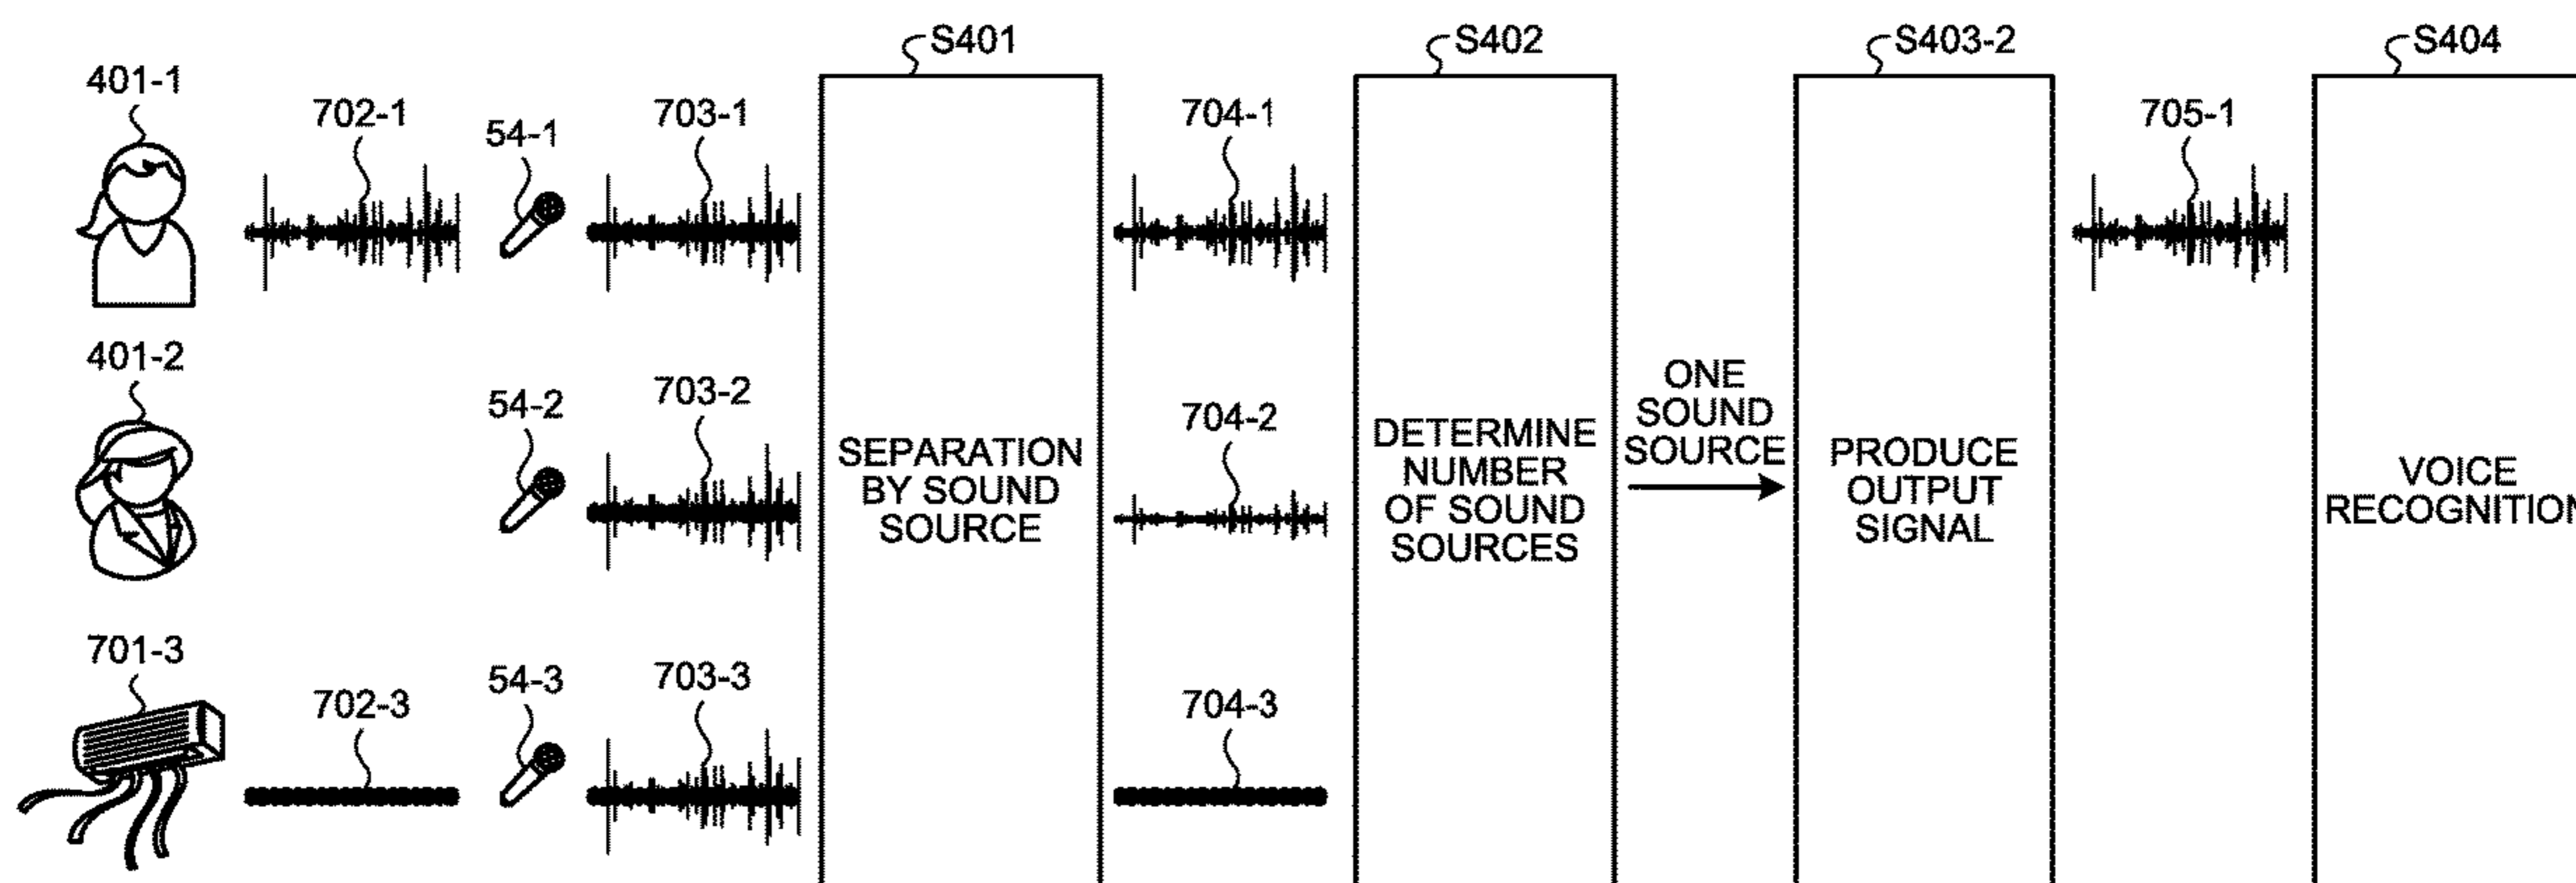 S401
S402
S403-2
S404
401-1
702-1
54-1
703-1
704-1
705-1
401-2
54-2
703-2
704-2
SEPARATION
BY SOUND
SOURCE
DETERMINE
NUMBER
OF SOUND
SOURCES
ONE
SOUND
SOURCE
PRODUCE
OUTPUT
SIGNAL
VOICE
RECOGNITION
701-3
702-3
54-3
703-3
704-3